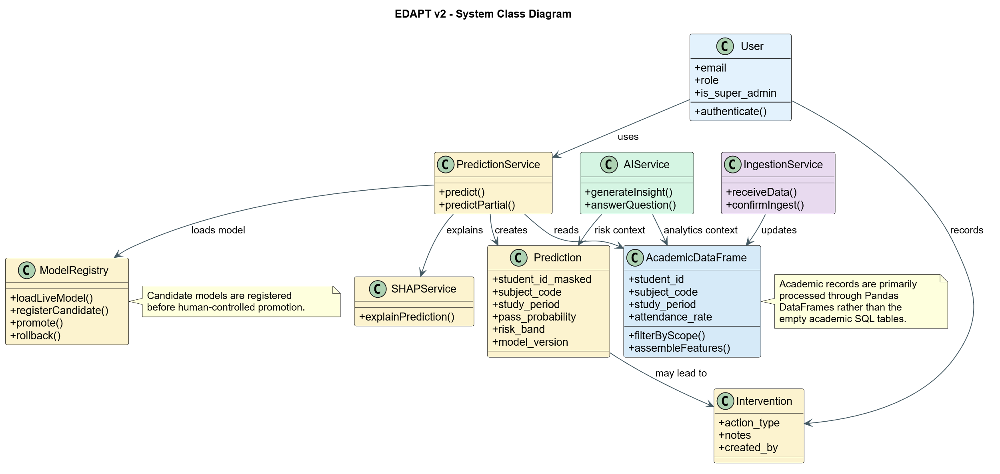 EDAPT v2 - System Class Diagram
C User
+email
+role
+is_super_admin
+authenticate()
uses
records
C PredictionService
+predict()
+predictPartial()
C AIService
+generateInsight()
+answerQuestion()
C IngestionService
+receiveData()
+confirmIngest()
loads model
explains
creates
reads
risk context
analytics context
updates
C ModelRegistry
+loadLiveModel()
+registerCandidate()
+promote()
+rollback()
Candidate models are registered
before human-controlled promotion.
C SHAPService
+explainPrediction()
C Prediction
+student_id_masked
+subject_code
+study_period
+pass_probability
+risk_band
+model_version
C AcademicDataFrame
+student_id
+subject_code
+study_period
+attendance_rate
+filterByScope()
+assembleFeatures()
Academic records are primarily
processed through Pandas
DataFrames rather than the
empty academic SQL tables.
may lead to
C Intervention
+action_type
+notes
+created_by